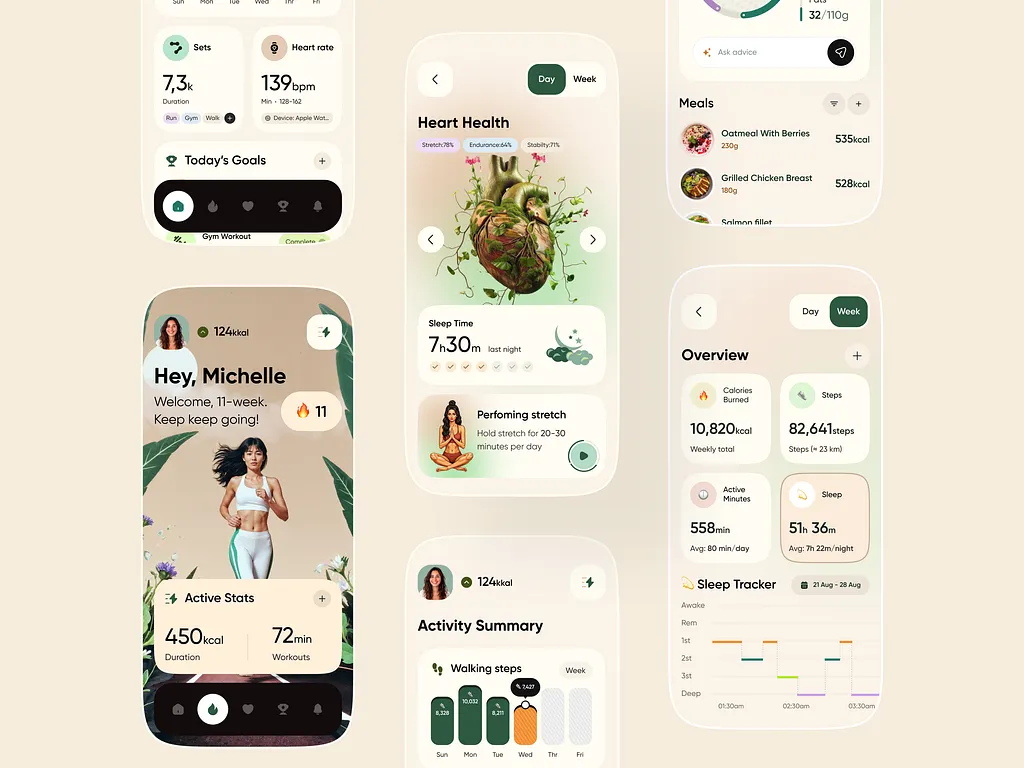 Sun Mon Tue Wed Thr Fri
Sets
7,3k
Duration
Run Gym Walk
Heart rate
139bpm
Min • 128-162
Device: Apple Wat...
Today's Goals
Gym Workout
Complete
124kkal
Hey, Michelle
Welcome, 11-week.
Keep keep going!
11
Active Stats
450kcal
Duration
72min
Workouts
Day Week
Heart Health
Stretch:78% Endurance:64% Stability:71%
Sleep Time
7h30m last night
Perfoming stretch
Hold stretch for 20-30
minutes per day
124kkal
Activity Summary
Walking steps
Week
8,328 10,032 8,211 7,427
Sun Mon Tue Wed Thr Fri
Fats
32/110g
Ask advice
Meals
Oatmeal With Berries
230g
535kcal
Grilled Chicken Breast
180g
528kcal
Salmon fillet
Day Week
Overview
Calories
Burned
10,820kcal
Weekly total
Steps
82,641steps
Steps (≈ 23 km)
Active
Minutes
558min
Avg: 80 min/day
Sleep
51h 36m
Avg: 7h 22m/night
Sleep Tracker
21 Aug - 28 Aug
Awake
Rem
1st
2st
3st
Deep
01:30am 02:30am 03:30am